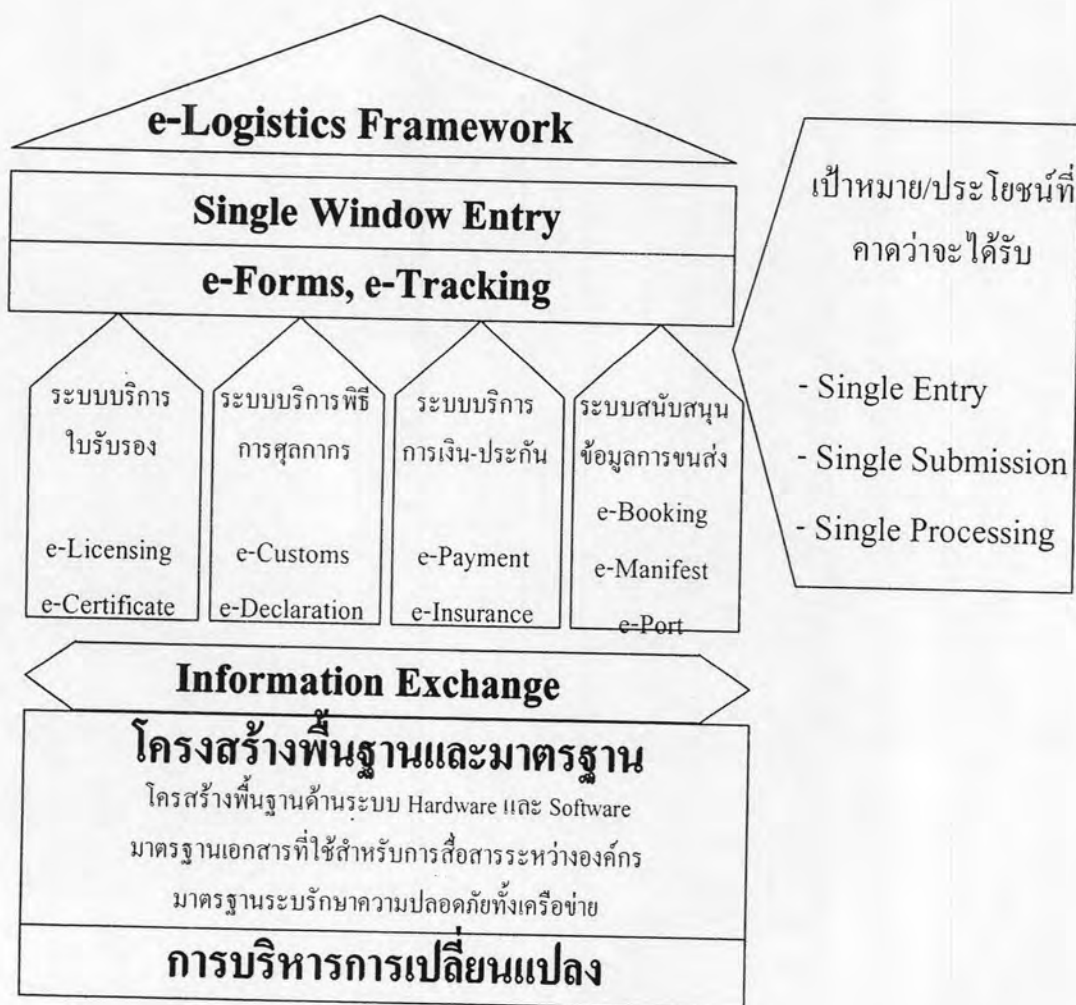 e-Logistics Framework
Single Window Entry
e-Forms, e-Tracking
ระบบบริการ
ใบรับรอง
e-Licensing
e-Certificate
ระบบบริการพิธี
การศุลกากร
e-Customs
e-Declaration
ระบบบริการ
การเงิน-ประกัน
e-Payment
e-Insurance
ระบบสนับสนุน
ข้อมูลการขนส่ง
e-Booking
e-Manifest
e-Port
เป้าหมาย/ประโยชน์ที่
คาดว่าจะได้รับ
- Single Entry
- Single Submission
- Single Processing
Information Exchange
โครงสร้างพื้นฐานและมาตรฐาน
โครสร้างพื้นฐานด้านระบบ Hardware และ Software
มาตรฐานเอกสารที่ใช้สำหรับการสื่อสารระหว่างองค์กร
มาตรฐานระบรักษาความปลอดภัยทั้งเครือข่าย
การบริหารการเปลี่ยนแปลง